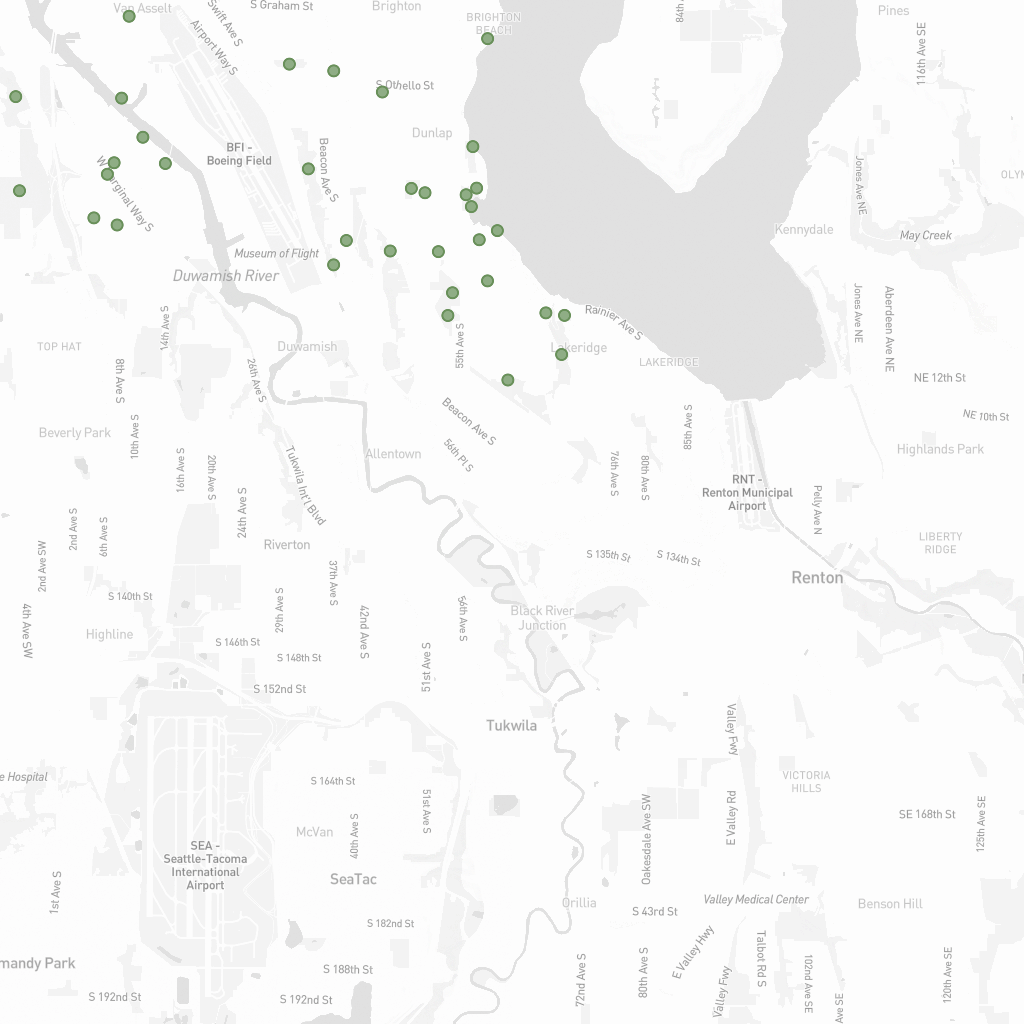 Van Asselt
S Graham St
Brighton
84th A
Pines
Swift Ave S
BRIGHTON
BEACH
116th Ave SE
Airport Way S
S Othello St
Dunlap
BFI -
Boeing Field
Beacon Ave S
W Marginal Way S
Jones Ave NE
OLYM
Kennydale
May Creek
Museum of Flight
Duwamish River
Rainier Ave S
Jones Ave NE
Aberdeen Ave NE
14th Ave S
TOP HAT
Duwamish
55th Ave S
Lakeridge
LAKERIDGE
8th Ave S
26th Ave S
NE 12th St
Beacon Ave S
NE 10th St
10th Ave S
Beverly Park
85th Ave S
Allentown
56th Pl S
Highlands Park
16th Ave S
20th Ave S
Tukwila Int'l Blvd
76th Ave S
80th Ave S
RNT -
Renton Municipal
Airport
24th Ave S
Pelly Ave N
2nd Ave S
6th Ave S
Riverton
LIBERTY
RIDGE
2nd Ave SW
37th Ave S
S 135th St
S 134th St
Renton
S 140th St
29th Ave S
4th Ave SW
42nd Ave S
56th Ave S
Black River
Junction
Highline
S 146th St
S 148th St
51st Ave S
S 152nd St
Tukwila
Valley Fwy
e Hospital
S 164th St
VICTORIA
HILLS
51st Ave S
Oakesdale Ave SW
E Valley Rd
SE 168th St
125th Ave SE
McVan
40th Ave S
SEA -
Seattle-Tacoma
International
Airport
SeaTac
1st Ave S
Orillia
Valley Medical Center
Benson Hill
S 43rd St
S 182nd St
E Valley Hwy
Talbot Rd S
mandy Park
S 188th St
72nd Ave S
80th Ave S
Valley Fwy
102nd Ave SE
120th Ave SE
S 192nd St
S 192nd St
Ave SE